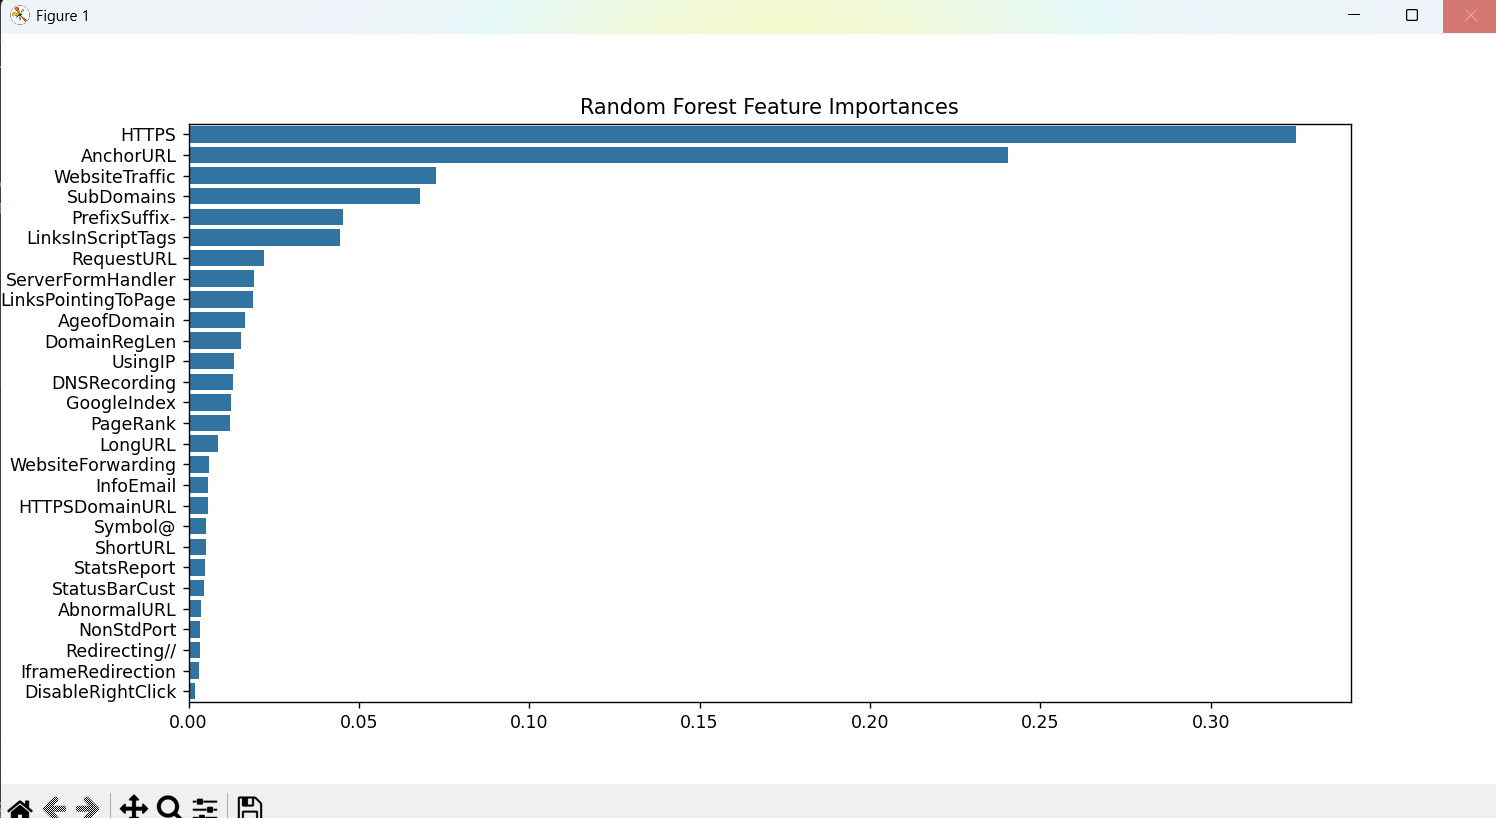 Figure 1
Random Forest Feature Importances
HTTPS
AnchorURL
WebsiteTraffic
SubDomains
PrefixSuffix-
LinksInScriptTags
RequestURL
ServerFormHandler
LinksPointingToPage
AgeofDomain
DomainRegLen
UsingIP
DNSRecording
GoogleIndex
PageRank
LongURL
WebsiteForwarding
InfoEmail
HTTPSDomainURL
Symbol@
ShortURL
StatsReport
StatusBarCust
AbnormalURL
NonStdPort
Redirecting//
IframeRedirection
DisableRightClick
0.00 0.05 0.10 0.15 0.20 0.25 0.30